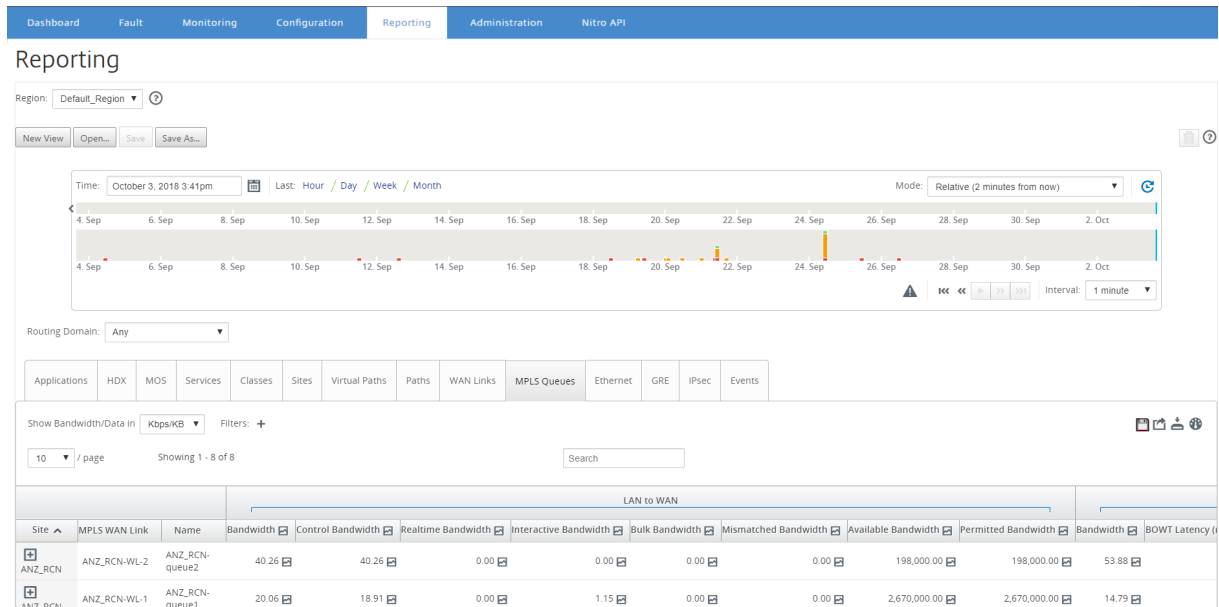 Dashboard Fault Monitoring Configuration Reporting Administration Nitro API
Reporting
Region: Default_Region
New View Open... Save Save As...
Time: October 3, 2018 3:41pm Last: Hour / Day / Week / Month Mode: Relative (2 minutes from now)
4. Sep 6. Sep 8. Sep 10. Sep 12. Sep 14. Sep 16. Sep 18. Sep 20. Sep 22. Sep 24. Sep 26. Sep 28. Sep 30. Sep 2. Oct
4. Sep 6. Sep 8. Sep 10. Sep 12. Sep 14. Sep 16. Sep 18. Sep 20. Sep 22. Sep 24. Sep 26. Sep 28. Sep 30. Sep 2. Oct
Interval: 1 minute
Routing Domain: Any
Applications HDX MOS Services Classes Sites Virtual Paths Paths WAN Links MPLS Queues Ethernet GRE IPsec Events
Show Bandwidth/Data in Kbps/KB Filters: +
10 / page Showing 1 - 8 of 8 Search
LAN to WAN
Site MPLS WAN Link Name Bandwidth Control Bandwidth Realtime Bandwidth Interactive Bandwidth Bulk Bandwidth Mismatched Bandwidth Available Bandwidth Permitted Bandwidth Bandwidth BOWT Latency (
ANZ_RCN ANZ_RCN-WL-2 ANZ_RCN-queue2 40.26 40.26 0.00 0.00 0.00 0.00 198,000.00 198,000.00 53.88
ANZ_RCN ANZ_RCN-WL-1 ANZ_RCN-queue1 20.06 18.91 0.00 1.15 0.00 0.00 2,670,000.00 2,670,000.00 14.79